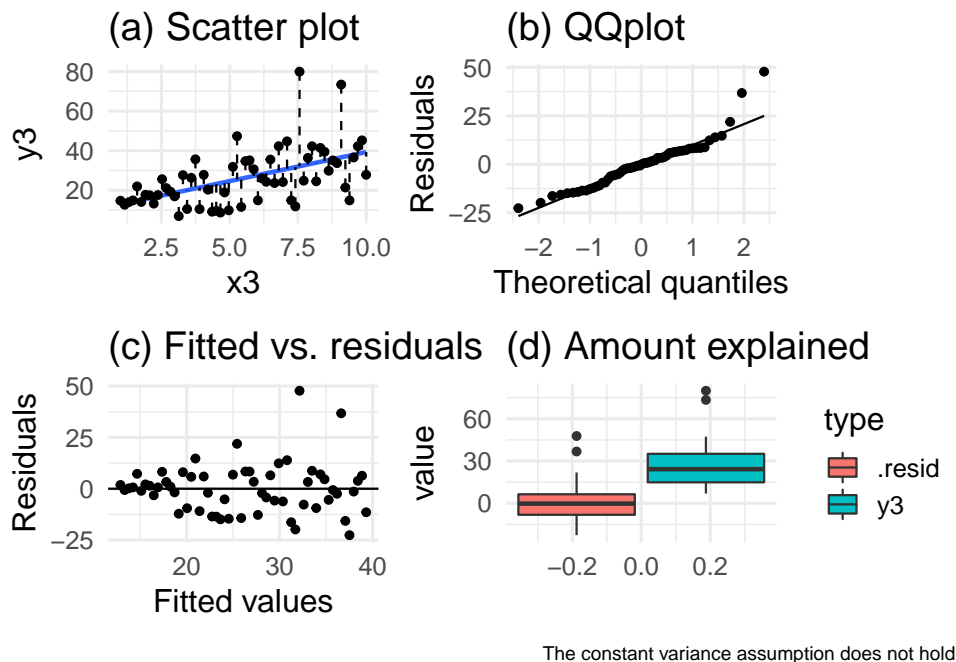 (a) Scatter plot
80
60
40
20
y3
2.5 5.0 7.5 10.0
x3
(b) QQplot
50
25
0
−25
Residuals
−2 −1 0 1 2
Theoretical quantiles
(c) Fitted vs. residuals
50
25
0
−25
Residuals
20 30 40
Fitted values
(d) Amount explained
60
30
0
value
−0.2 0.0 0.2
type
.resid
y3
The constant variance assumption does not hold